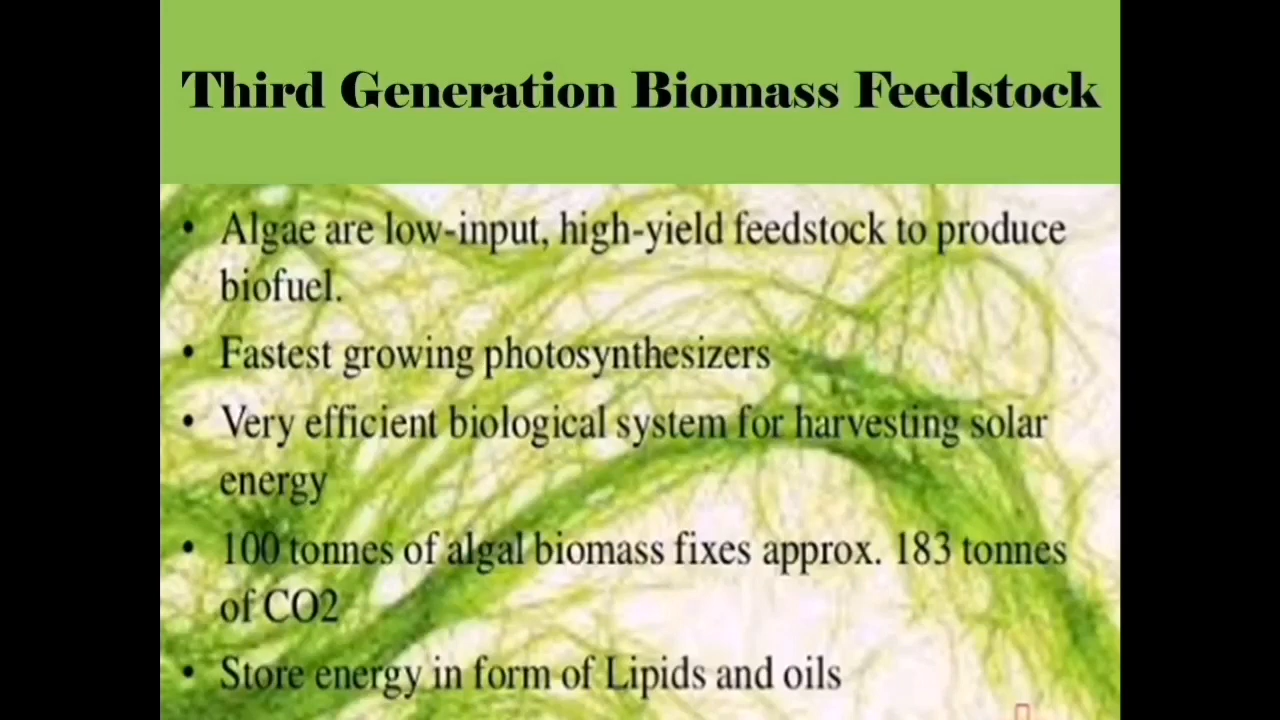 Third Generation Biomass Feedstock
• Algae are low-input, high-yield feedstock to produce
biofuel.
• Fastest growing photosynthesizers
• Very efficient biological system for harvesting solar
energy
• 100 tonnes of algal biomass fixes approx. 183 tonnes
of CO2
• Store energy in form of Lipids and oils